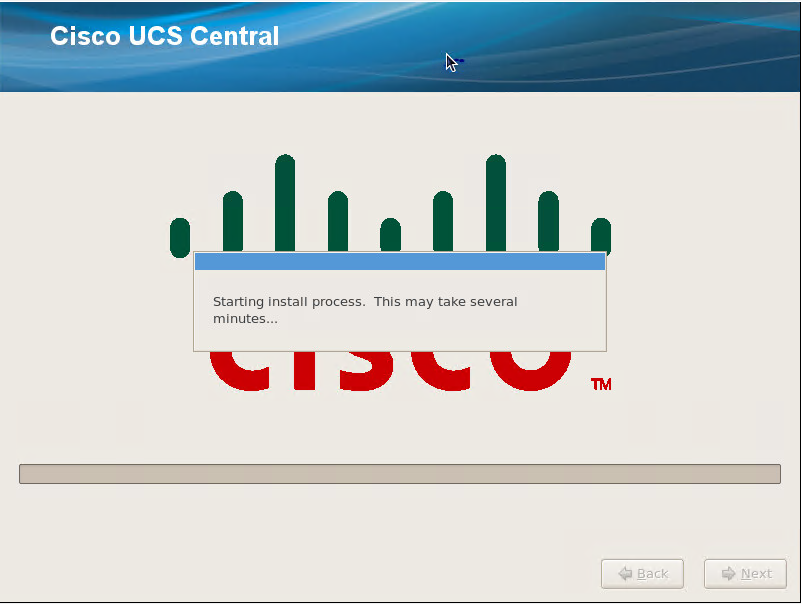 Cisco UCS Central
Starting install process.  This may take several
minutes...
cisco
TM
Back
Next